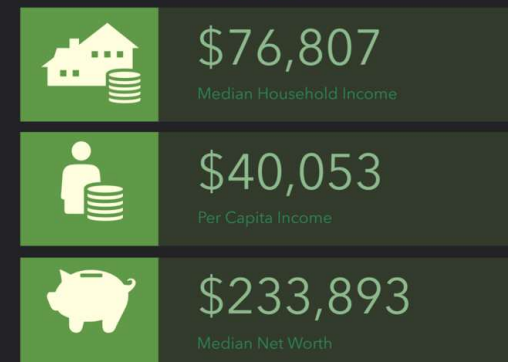 $76,807
Median Household Income
$40,053
Per Capita Income
$233,893
Median Net Worth